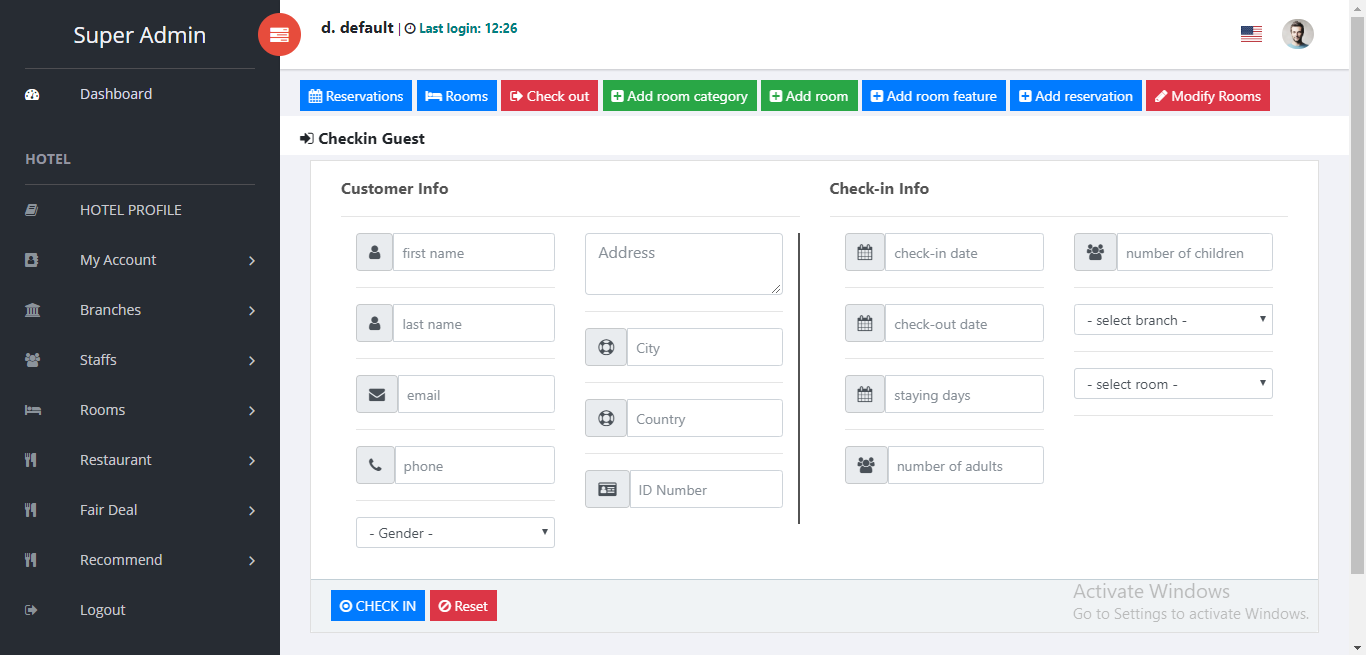 Super Admin
d. default | Last login: 12:26
Dashboard
HOTEL
HOTEL PROFILE
My Account
Branches
Staffs
Rooms
Restaurant
Fair Deal
Recommend
Logout
Reservations Rooms Check out Add room category Add room Add room feature Add reservation Modify Rooms
Checkin Guest
Customer Info
first name
last name
email
phone
- Gender -
Address
City
Country
ID Number
Check-in Info
check-in date
check-out date
staying days
number of adults
number of children
- select branch -
- select room -
CHECK IN Reset
Activate Windows
Go to Settings to activate Windows.